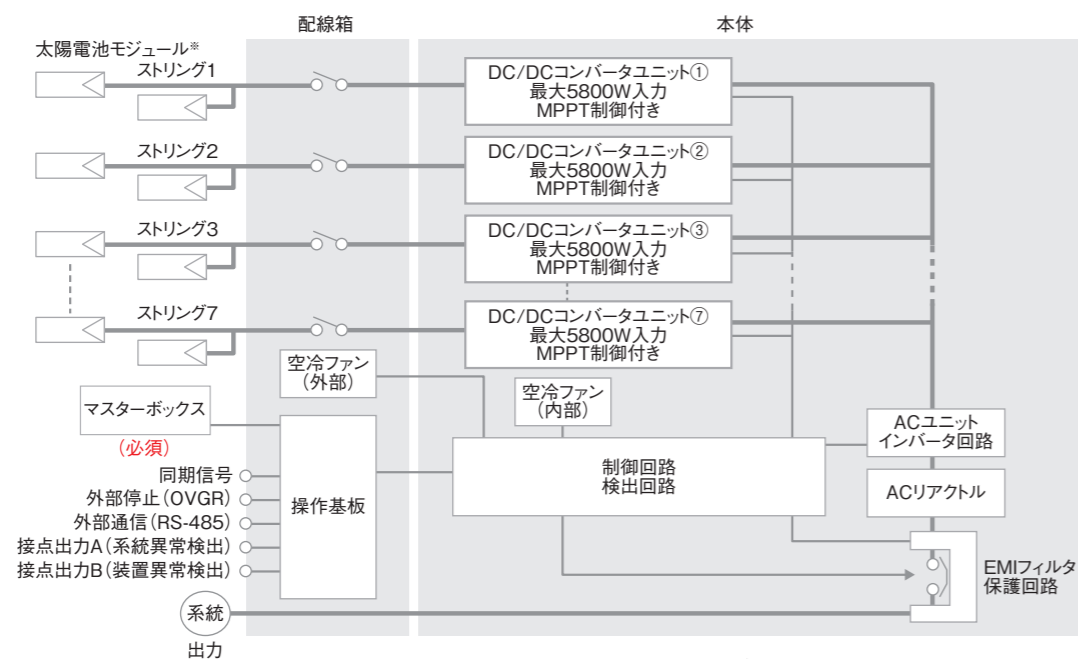 配線箱
本体
太陽電池モジュール※
ストリング1
DC/DCコンバータユニット①
最大5800W入力
MPPT制御付き
ストリング2
DC/DCコンバータユニット②
最大5800W入力
MPPT制御付き
ストリング3
DC/DCコンバータユニット③
最大5800W入力
MPPT制御付き
ストリング7
DC/DCコンバータユニット⑦
最大5800W入力
MPPT制御付き
空冷ファン
（外部）
空冷ファン
（内部）
マスターボックス
（必須）
ACユニット
インバータ回路
制御回路
検出回路
ACリアクトル
操作基板
同期信号
外部停止（OVGR）
外部通信（RS-485）
接点出力A（系統異常検出）
接点出力B（装置異常検出）
EMIフィルタ
保護回路
系統
出力